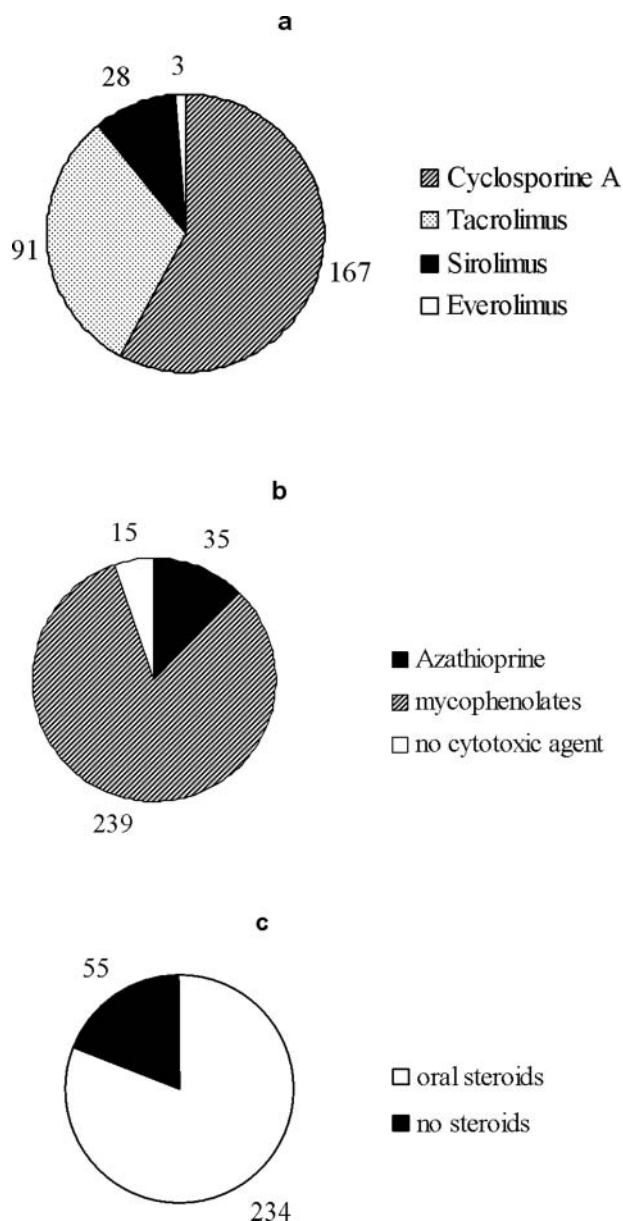 a
28
3
91
167
Cyclosporine A
Tacrolimus
Sirolimus
Everolimus
b
15
35
239
Azathioprine
mycophenolates
no cytotoxic agent
c
55
234
oral steroids
no steroids